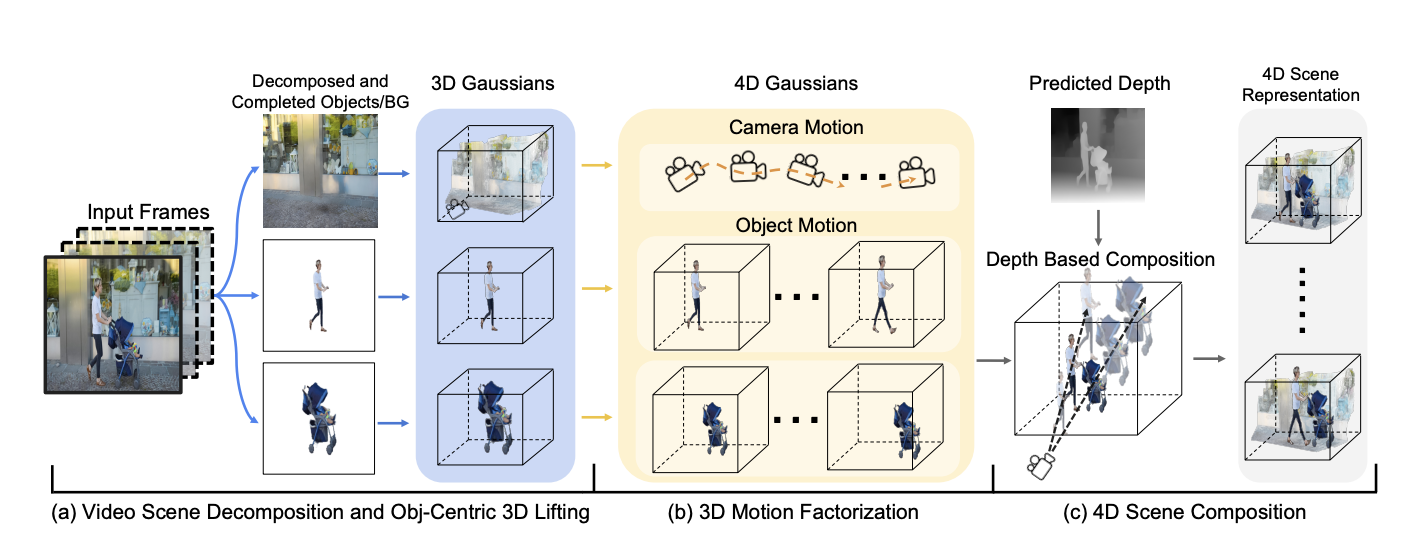 Decomposed and
Completed Objects/BG
3D Gaussians
4D Gaussians
Predicted Depth
4D Scene
Representation
Camera Motion
Input Frames
Object Motion
Depth Based Composition
(a) Video Scene Decomposition and Obj-Centric 3D Lifting
(b) 3D Motion Factorization
(c) 4D Scene Composition